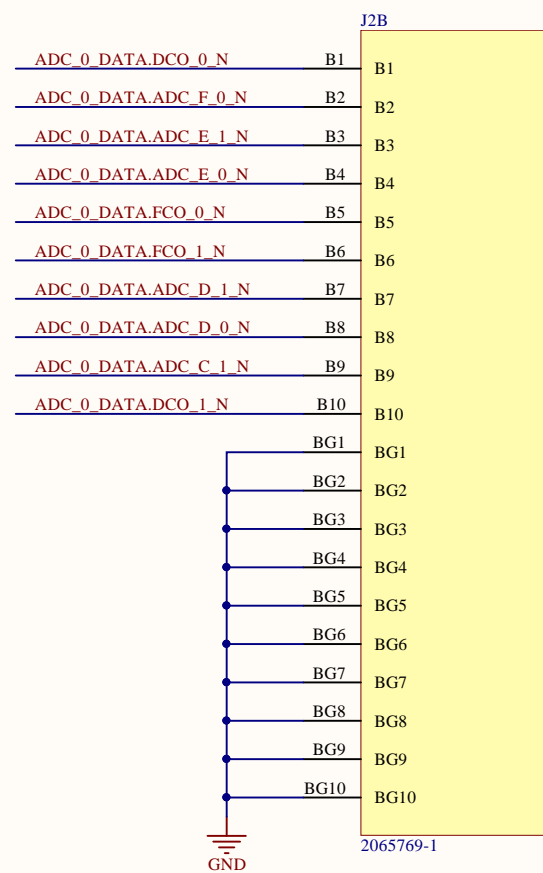 J2B
ADC_0_DATA.DCO_0_N B1 B1
ADC_0_DATA.ADC_F_0_N B2 B2
ADC_0_DATA.ADC_E_1_N B3 B3
ADC_0_DATA.ADC_E_0_N B4 B4
ADC_0_DATA.FCO_0_N B5 B5
ADC_0_DATA.FCO_1_N B6 B6
ADC_0_DATA.ADC_D_1_N B7 B7
ADC_0_DATA.ADC_D_0_N B8 B8
ADC_0_DATA.ADC_C_1_N B9 B9
ADC_0_DATA.DCO_1_N B10 B10
BG1 BG1
BG2 BG2
BG3 BG3
BG4 BG4
BG5 BG5
BG6 BG6
BG7 BG7
BG8 BG8
BG9 BG9
BG10 BG10
2065769-1
GND